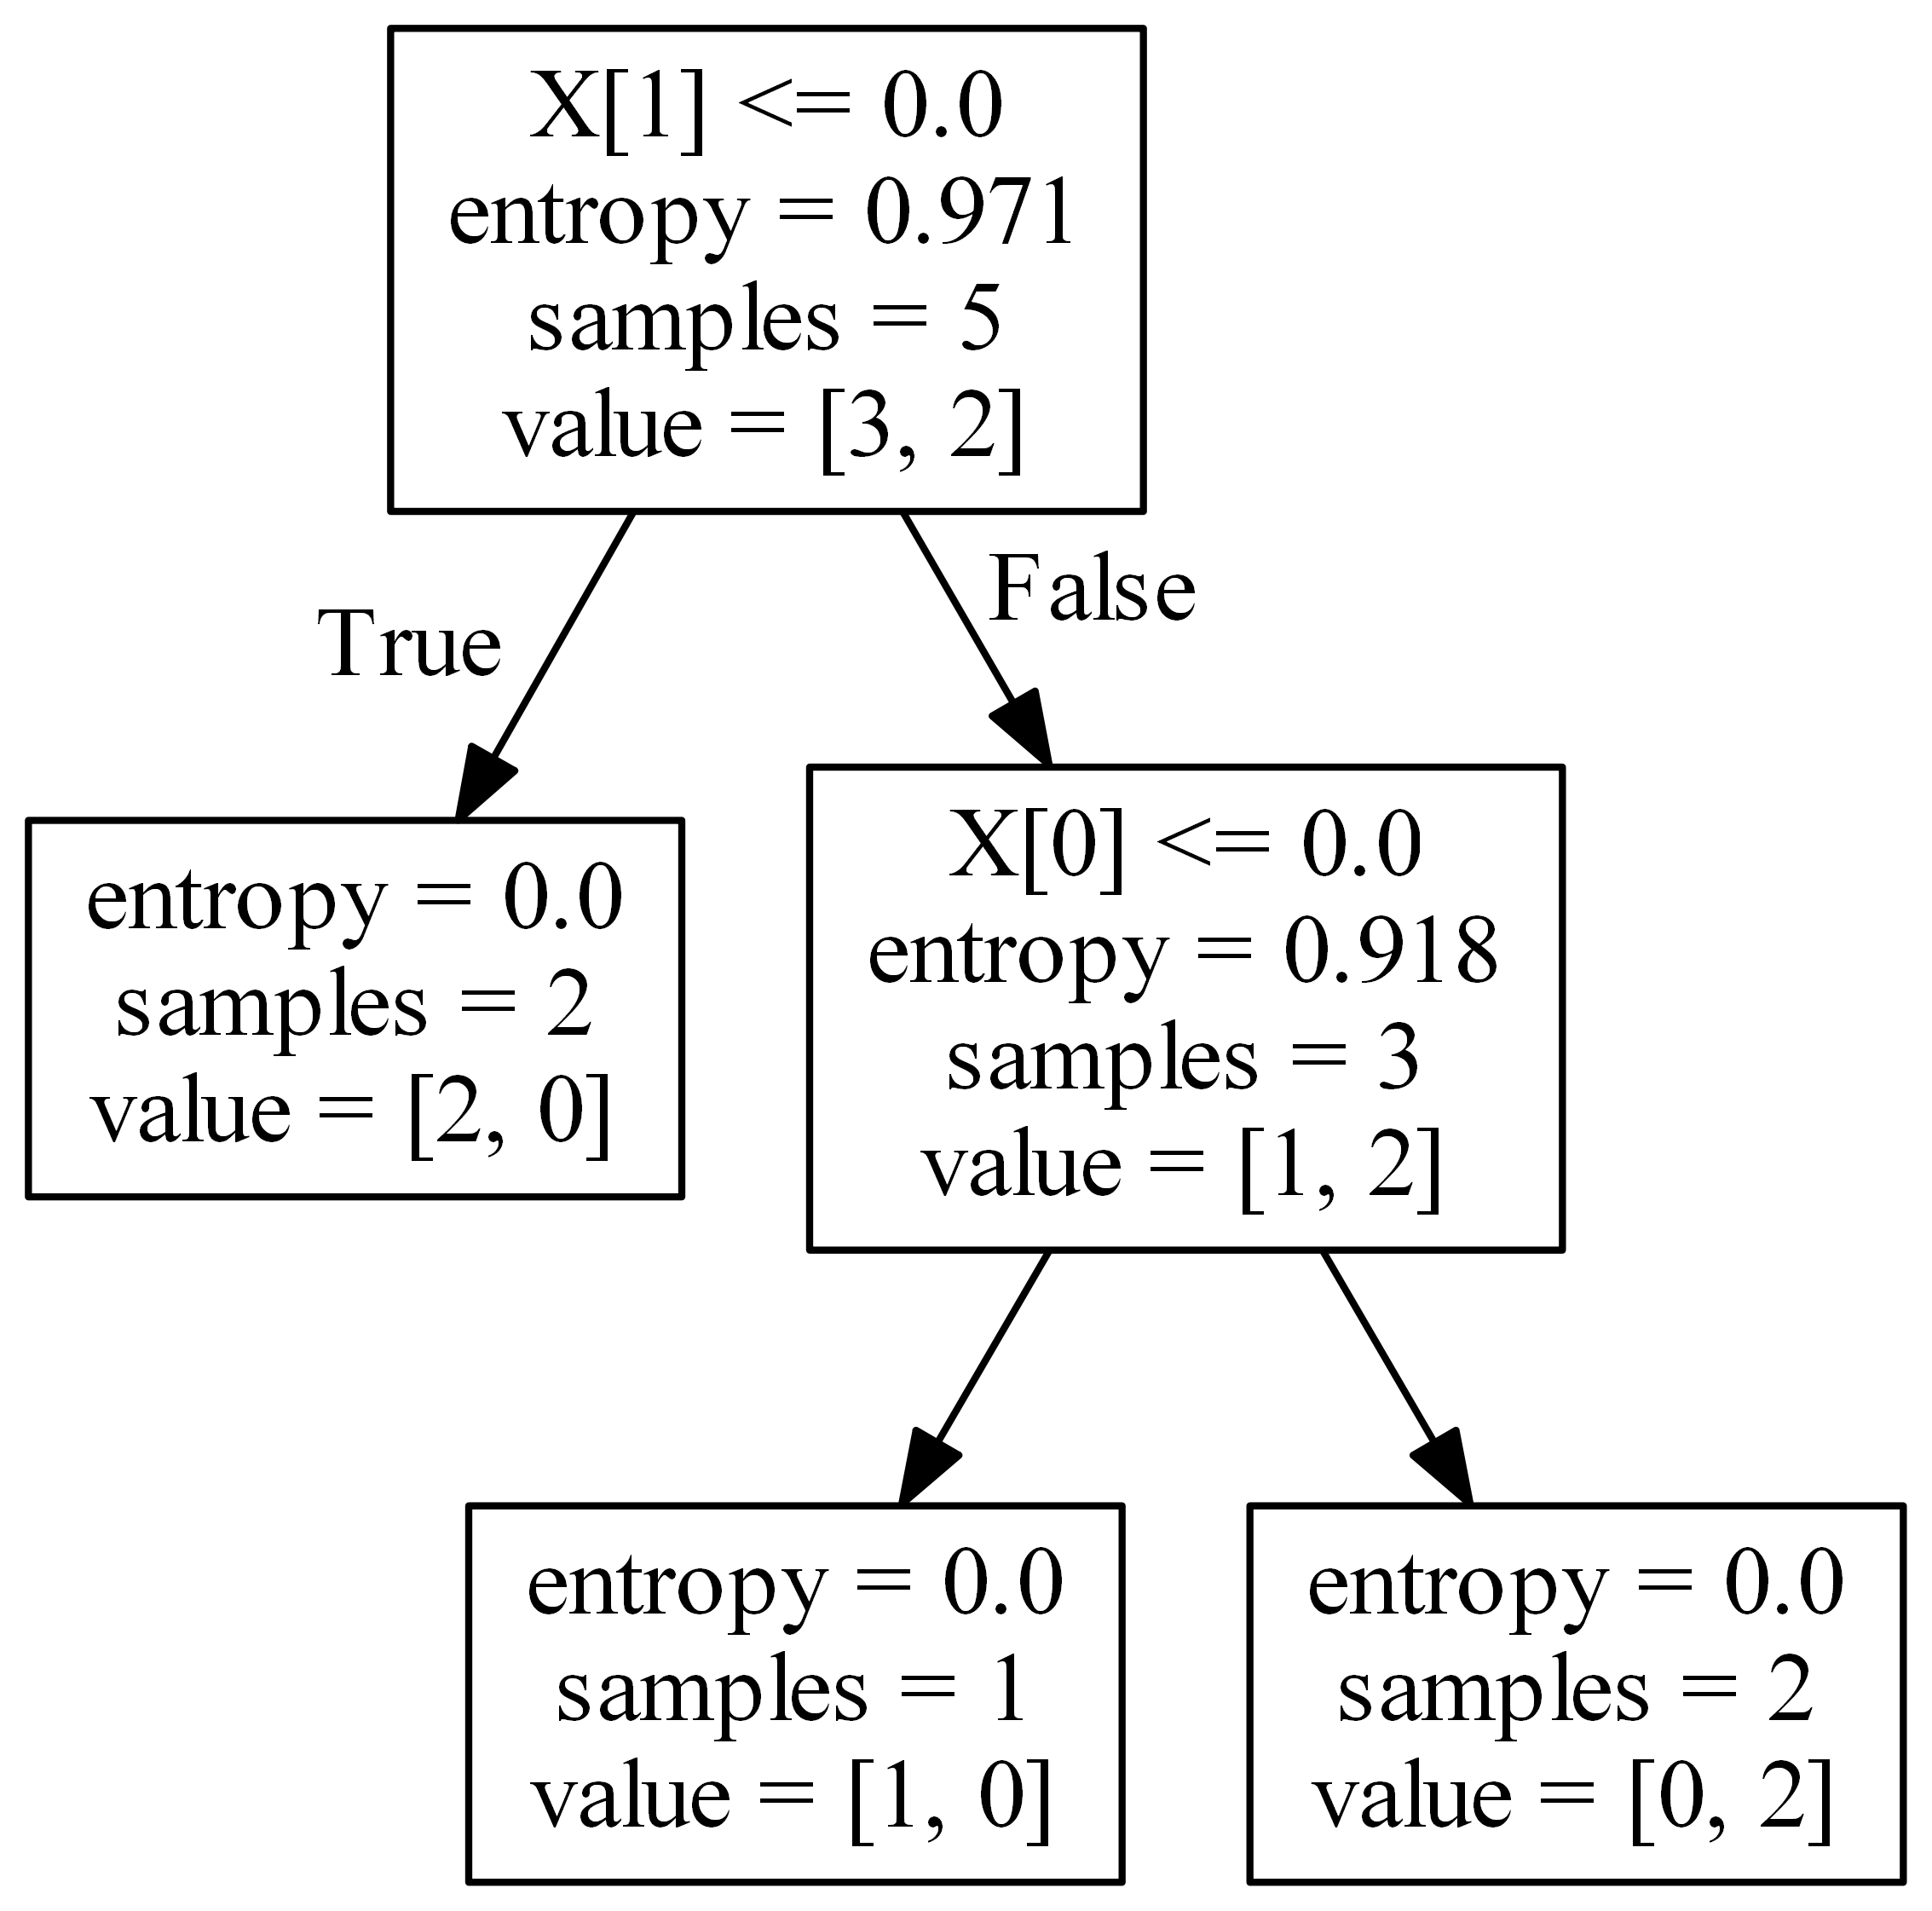 X[1] <= 0.0
entropy = 0.971
samples = 5
value = [3, 2]
True
False
entropy = 0.0
samples = 2
value = [2, 0]
X[0] <= 0.0
entropy = 0.918
samples = 3
value = [1, 2]
entropy = 0.0
samples = 1
value = [1, 0]
entropy = 0.0
samples = 2
value = [0, 2]